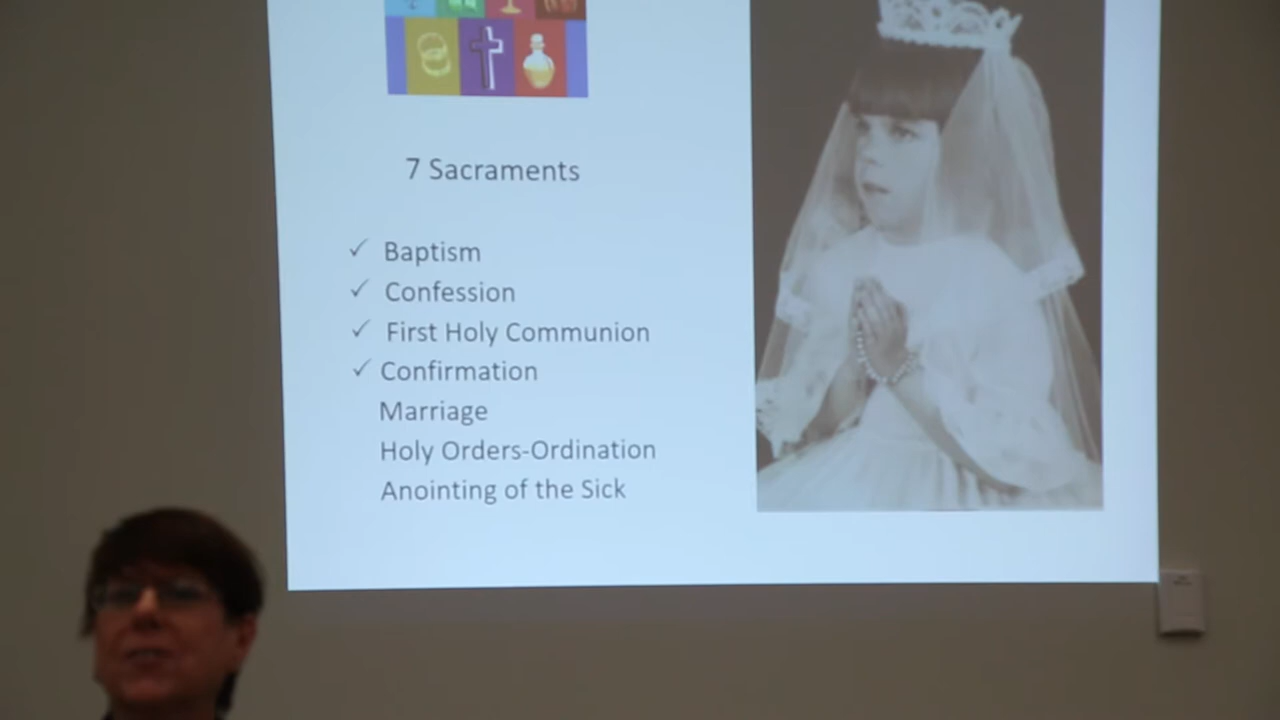 7 Sacraments
✓ Baptism
✓ Confession
✓ First Holy Communion
✓ Confirmation
Marriage
Holy Orders-Ordination
Anointing of the Sick